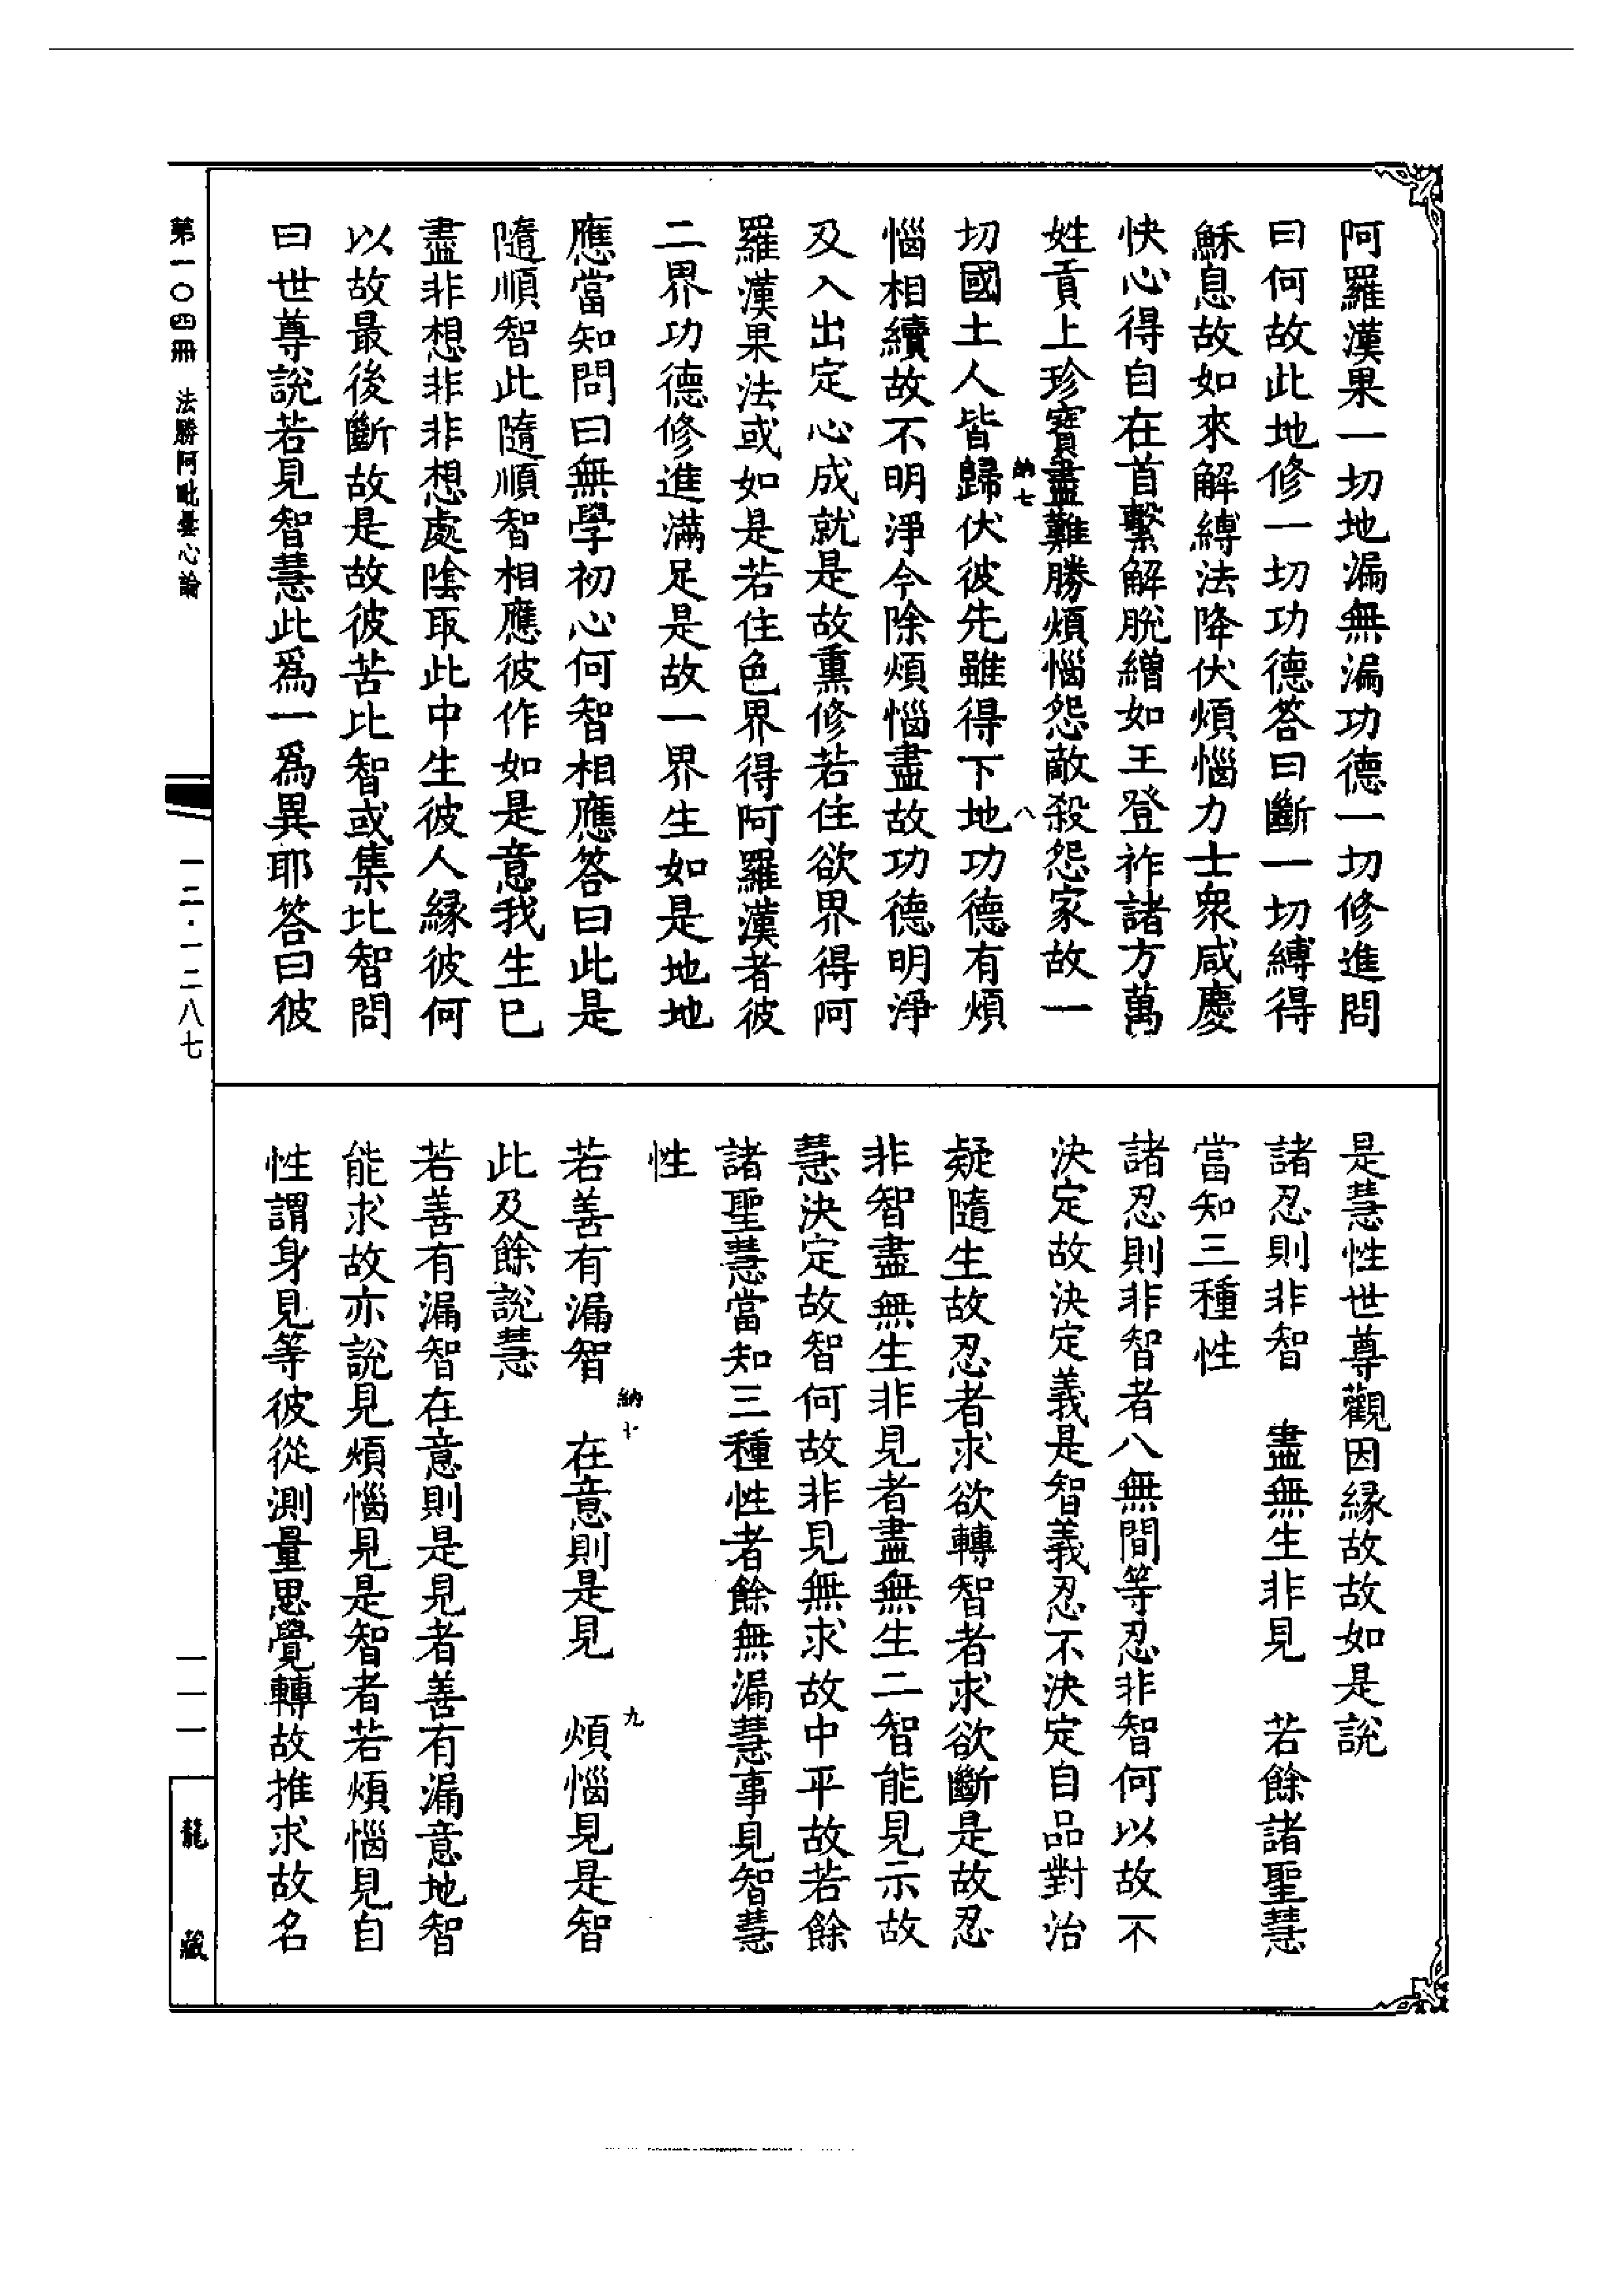 阿羅漢果一切地漏無漏功德一切修進問
曰何故此地修一切功德答曰斷一切縛得
穌息故如來解縛法降伏煩惱力士衆咸慶
快心得自在首繫解脫繒如王登祚諸方萬
姓貢上珍寶盡難勝煩惱怨敵殺怨家故一
納七
八
切國土人皆歸伏彼先雖得下地功德有煩
惱相續故不明淨今除煩惱盡故功德明淨
及入出定心成就是故熏修若住欲界得阿
羅漢果法或如是若住色界得阿羅漢者彼
二界功德修進滿足是故一界生如是地地
應當知問曰無學初心何智相應答曰此是
隨順智此隨順智相應彼作如是意我生已
盡非想非非想處陰取此中生彼人緣彼何
以故最後斷故是故彼苦比智或集比智問
曰世尊說若見智慧此爲一爲異耶答曰彼
是慧性世尊觀因緣故故如是說
諸忍則非智　盡無生非見　若餘諸聖慧
當知三種性
諸忍則非智者八無間等忍非智何以故不
決定故決定義是智義忍不決定自品對治
疑隨生故忍者求欲轉智者求欲斷是故忍
非智盡無生非見者盡無生二智能見示故
慧決定故智何故非見無求故中平故若餘
諸聖慧當知三種性者餘無漏慧事見智慧
性
納十
九
若善有漏智　在意則是見　煩惱見是智
此及餘說慧
若善有漏智在意則是見者善有漏意地智
能求故亦說見煩惱見是智者若煩惱見自
性謂身見等彼從測量思覺轉故推求故名
第一〇四冊　法勝阿毗曇心論
一二·一二八七
一一一
龍藏